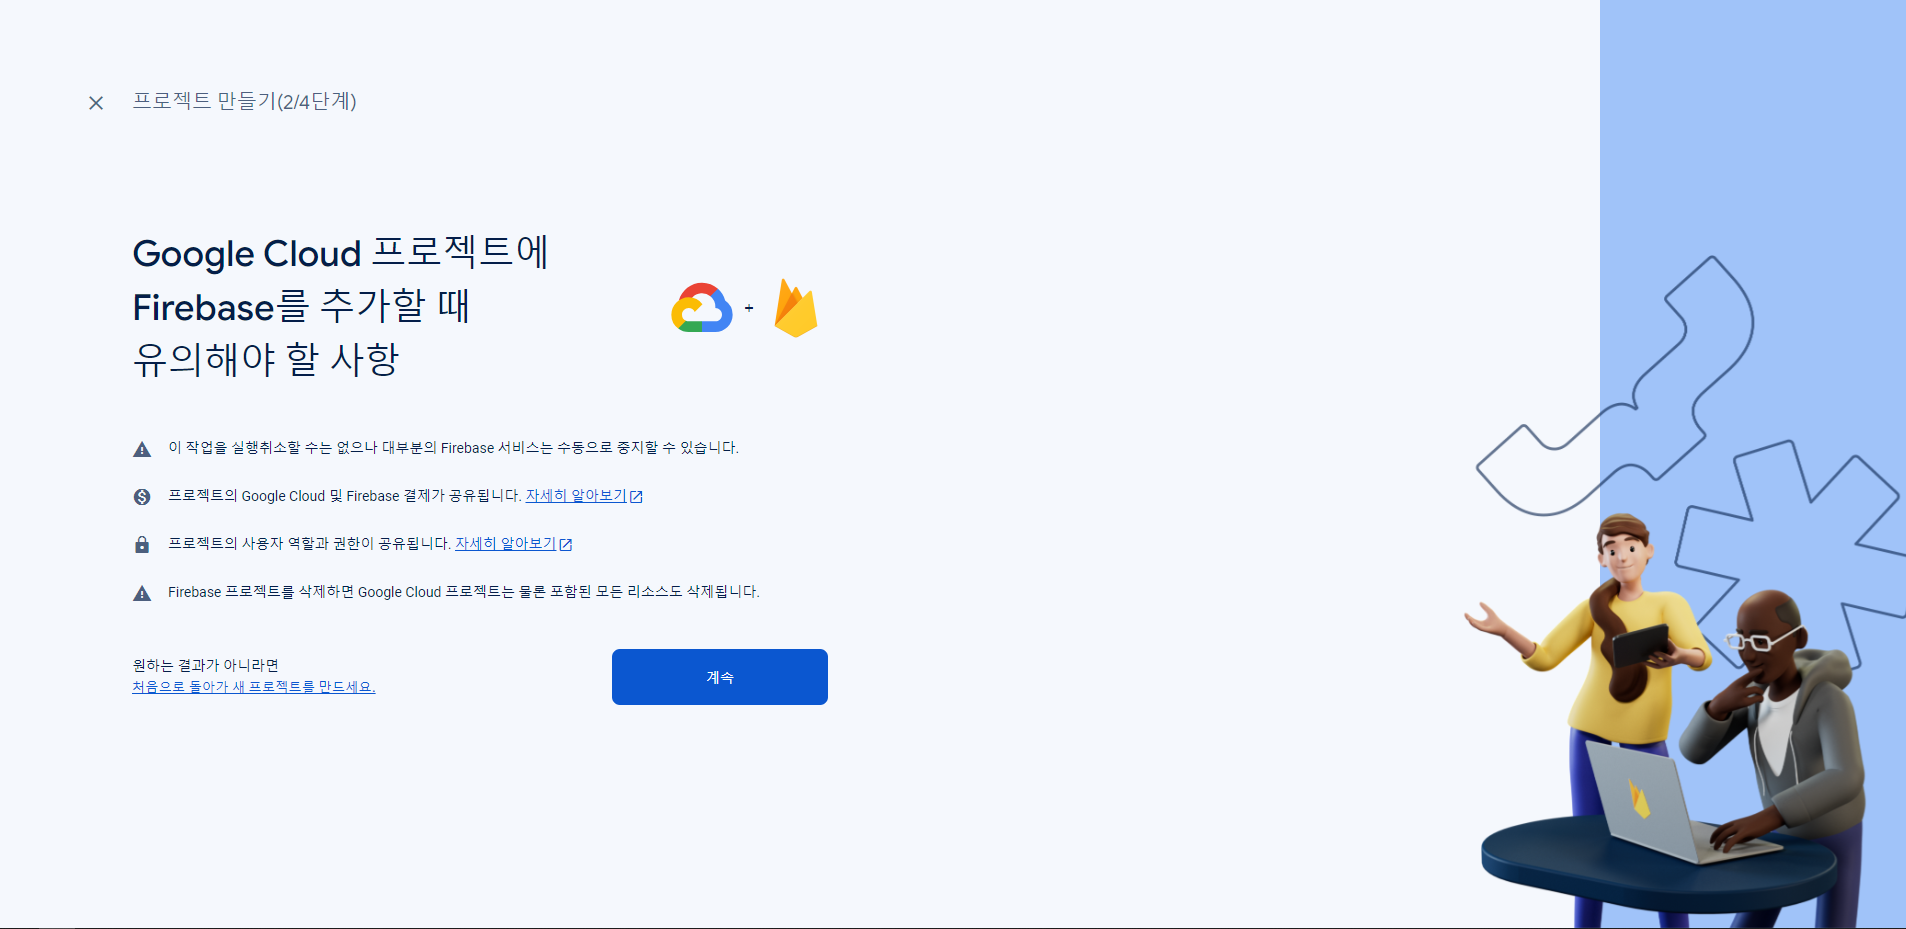 프로젝트 만들기(2/4단계)
Google Cloud 프로젝트에
Firebase를 추가할 때
유의해야 할 사항
+
이 작업을 실행취소할 수는 없으나 대부분의 Firebase 서비스는 수동으로 중지할 수 있습니다.
프로젝트의 Google Cloud 및 Firebase 결제가 공유됩니다. 자세히 알아보기
프로젝트의 사용자 역할과 권한이 공유됩니다. 자세히 알아보기
Firebase 프로젝트를 삭제하면 Google Cloud 프로젝트는 물론 포함된 모든 리소스도 삭제됩니다.
원하는 결과가 아니라면
처음으로 돌아가 새 프로젝트를 만드세요.
계속